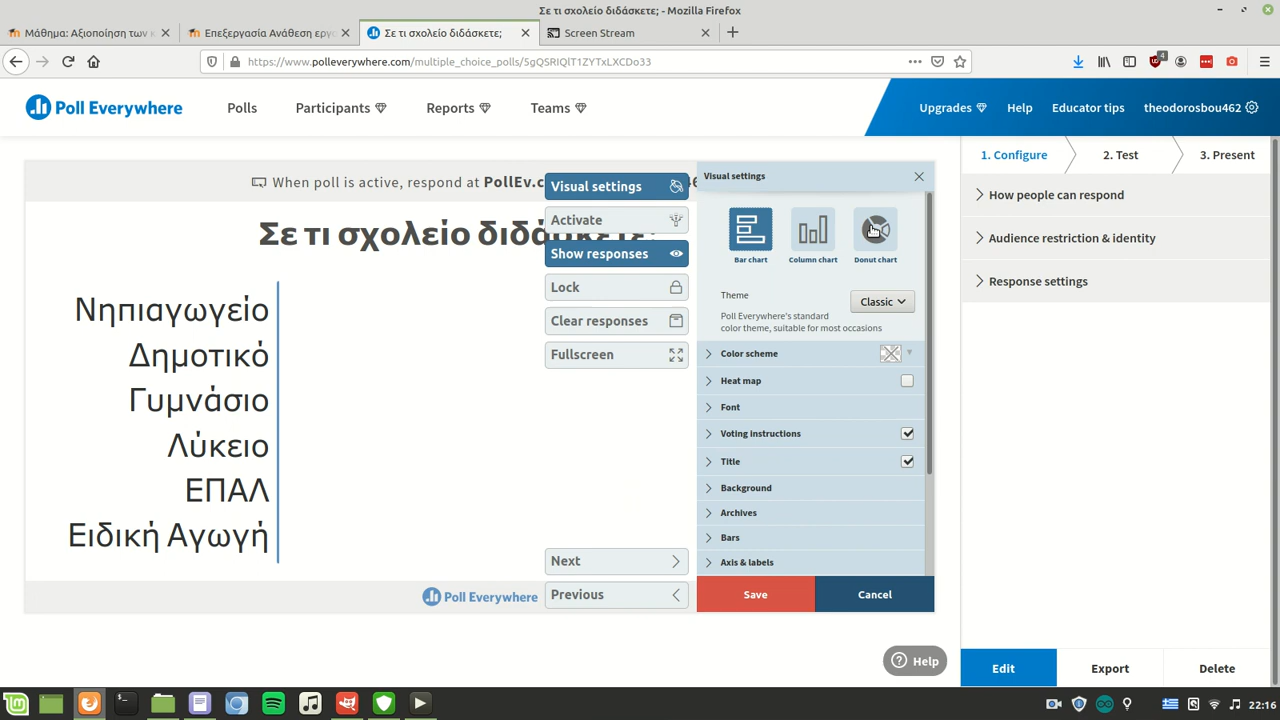 Σε τι σχολείο διδάσκετε; - Mozilla Firefox
Μάθημα: Αξιοποίηση των κ
Επεξεργασία Ανάθεση εργα
Σε τι σχολείο διδάσκετε;
Screen Stream
https://www.polleverywhere.com/multiple_choice_polls/5gQSRIQlT1ZYTxLXCDo33
4
Poll Everywhere
Polls
Participants
Reports
Teams
Upgrades
Help
Educator tips
theodorosbou462
1. Configure
2. Test
3. Present
When poll is active, respond at PollEv.c
Σε τι σχολείο διδάσκετε;
Νηπιαγωγείο
Δημοτικό
Γυμνάσιο
Λύκειο
ΕΠΑΛ
Ειδική Αγωγή
Poll Everywhere
Visual settings
Activate
Show responses
Lock
Clear responses
Fullscreen
Next
Previous
Visual settings
Bar chart
Column chart
Donut chart
Theme
Classic
Poll Everywhere's standard
color theme, suitable for most occasions
Color scheme
Heat map
Font
Voting instructions
Title
Background
Archives
Bars
Axis & labels
Save
Cancel
How people can respond
Audience restriction & identity
Response settings
Help
Edit
Export
Delete
22:16